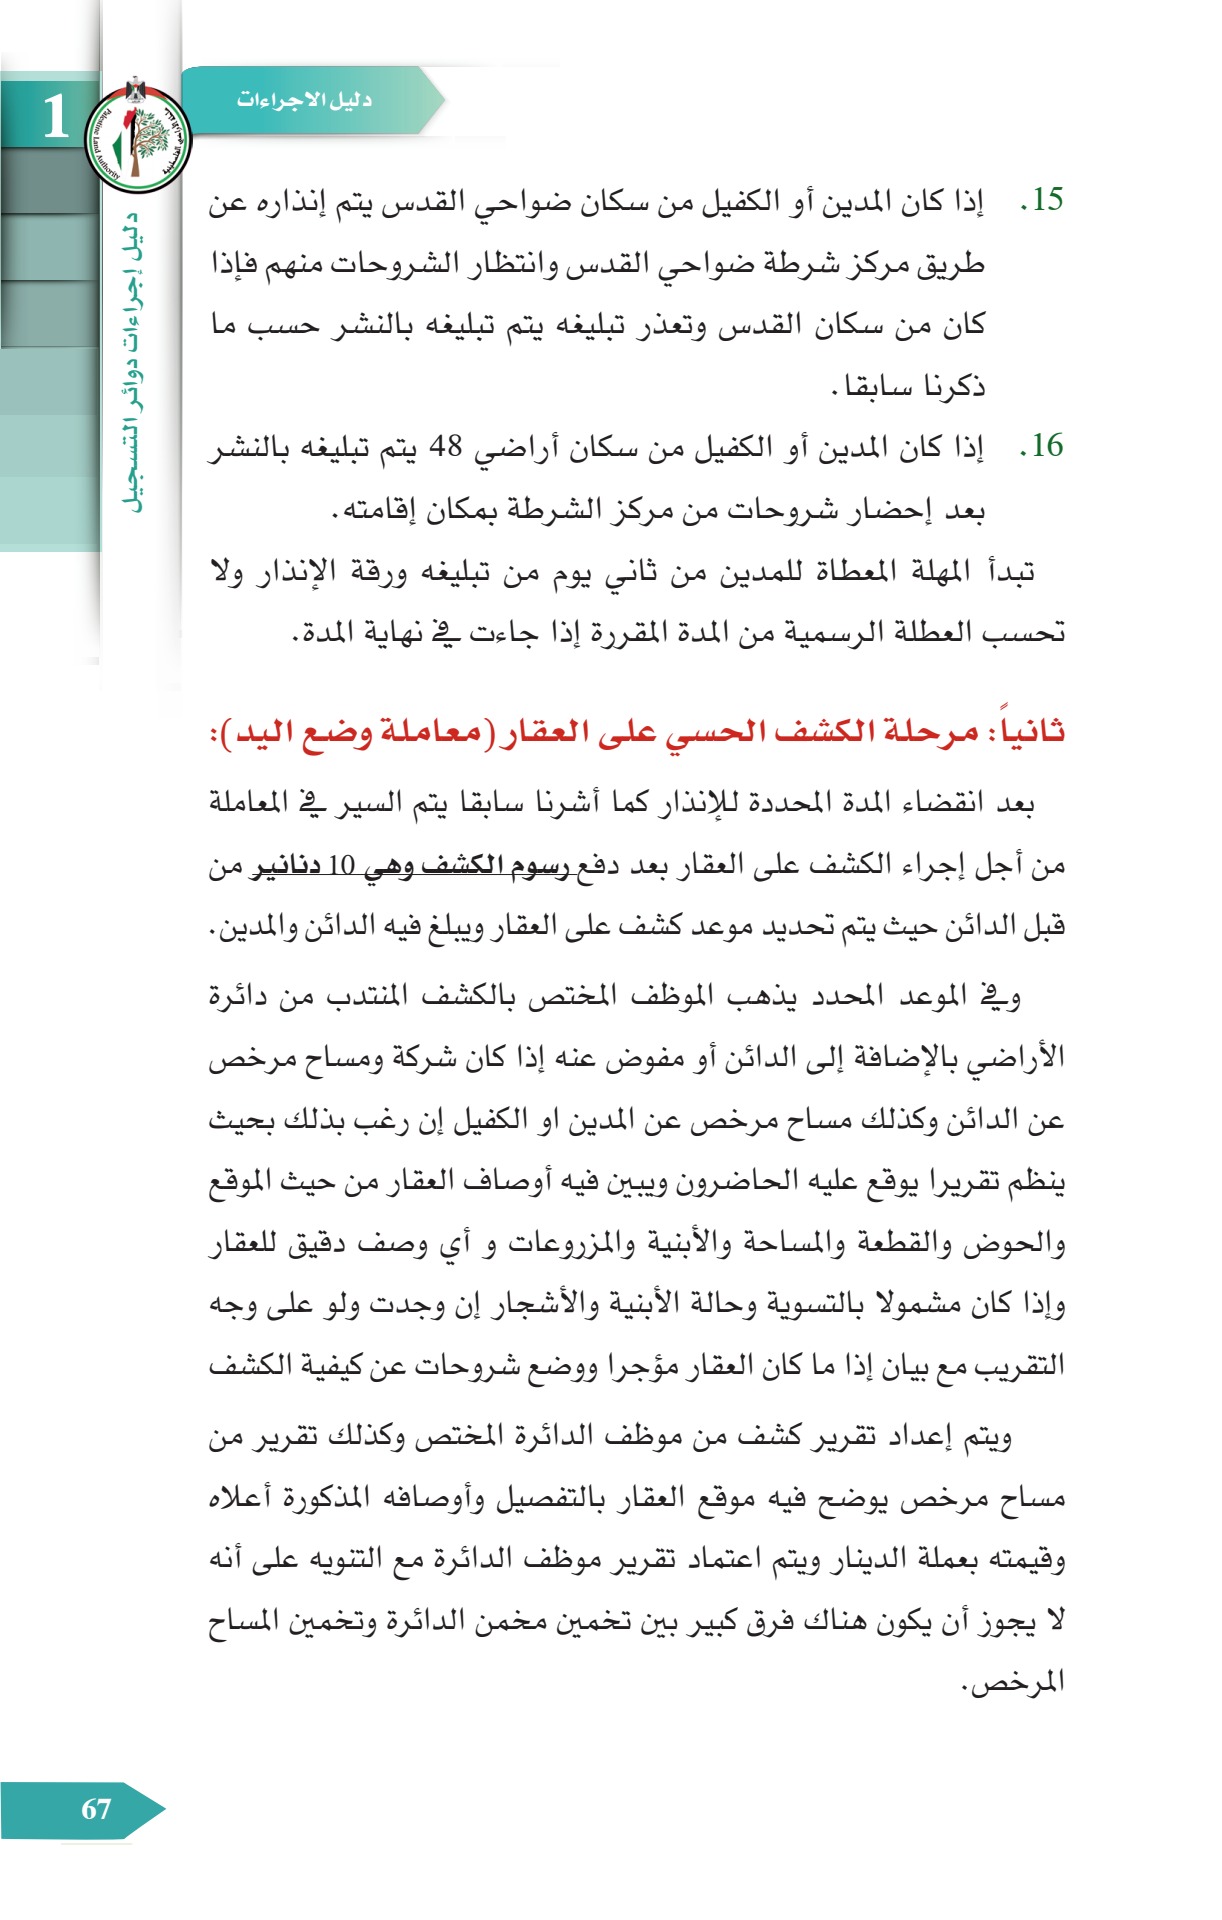 دليل الاجراءات
1
Palestine Land Authority
دليل إجراءات دوائر التسجيل
15. إذا كان المدين أو الكفيل من سكان ضواحي القدس يتم إنذاره عن
طريق مركز شرطة ضواحي القدس وانتظار الشروحات منهم فإذا
كان من سكان القدس وتعذر تبليغه يتم تبليغه بالنشر حسب ما
ذكرنا سابقا.
16. إذا كان المدين أو الكفيل من سكان أراضي 48 يتم تبليغه بالنشر
بعد إحضار شروحات من مركز الشرطة بمكان إقامته.
تبدأ المهلة المعطاة للمدين من ثاني يوم من تبليغه ورقة الإنذار ولا
تحسب العطلة الرسمية من المدة المقررة إذا جاءت في نهاية المدة.
ثانياً: مرحلة الكشف الحسي على العقار (معاملة وضع اليد):
بعد انقضاء المدة المحددة للإنذار كما أشرنا سابقا يتم السير في المعاملة
من أجل إجراء الكشف على العقار بعد دفع رسوم الكشف وهي 10 دنانير من
قبل الدائن حيث يتم تحديد موعد كشف على العقار ويبلغ فيه الدائن والمدين.
وفي الموعد المحدد يذهب الموظف المختص بالكشف المنتدب من دائرة
الأراضي بالإضافة إلى الدائن أو مفوض عنه إذا كان شركة ومساح مرخص
عن الدائن وكذلك مساح مرخص عن المدين او الكفيل إن رغب بذلك بحيث
ينظم تقريرا يوقع عليه الحاضرون ويبين فيه أوصاف العقار من حيث الموقع
والحوض والقطعة والمساحة والأبنية والمزروعات و أي وصف دقيق للعقار
وإذا كان مشمولا بالتسوية وحالة الأبنية والأشجار إن وجدت ولو على وجه
التقريب مع بيان إذا ما كان العقار مؤجرا ووضع شروحات عن كيفية الكشف
ويتم إعداد تقرير كشف من موظف الدائرة المختص وكذلك تقرير من
مساح مرخص يوضح فيه موقع العقار بالتفصيل وأوصافه المذكورة أعلاه
وقيمته بعملة الدينار ويتم اعتماد تقرير موظف الدائرة مع التنويه على أنه
لا يجوز أن يكون هناك فرق كبير بين تخمين مخمن الدائرة وتخمين المساح
المرخص.
67